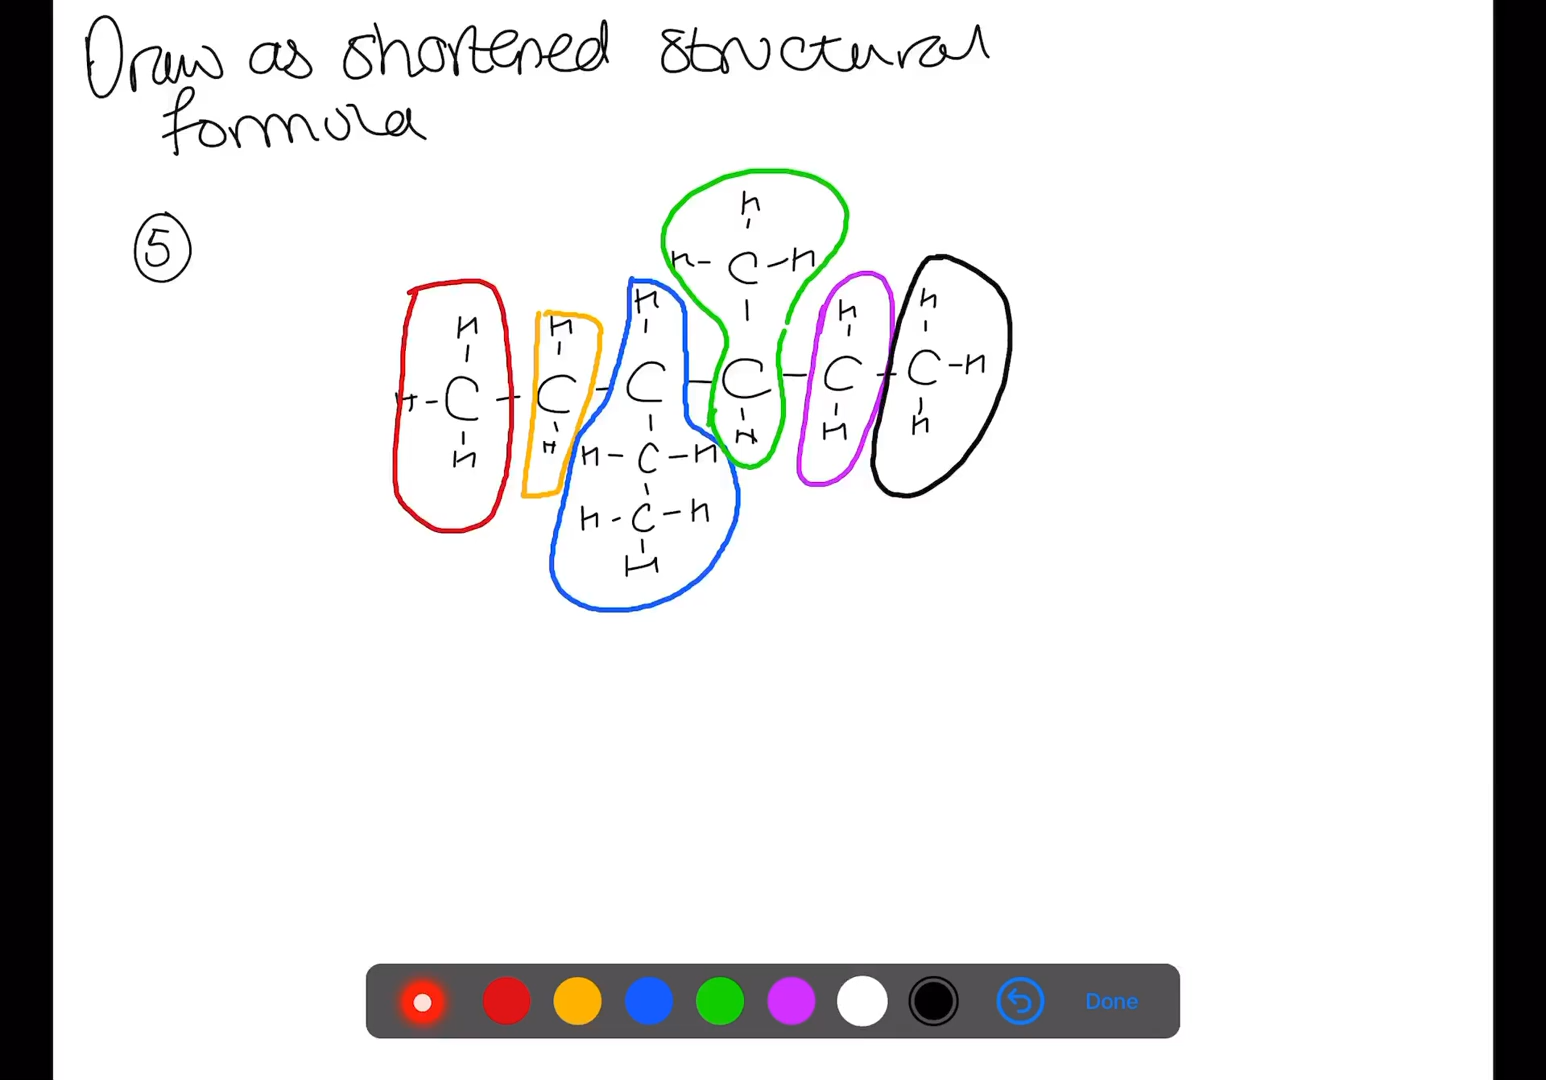 Draw as shortened structural
formula
5
H
H - C - H
H H H H H
H - C - C - C - C - C - C - H
H H H H H
H - C - H
H - C - H
H
Done